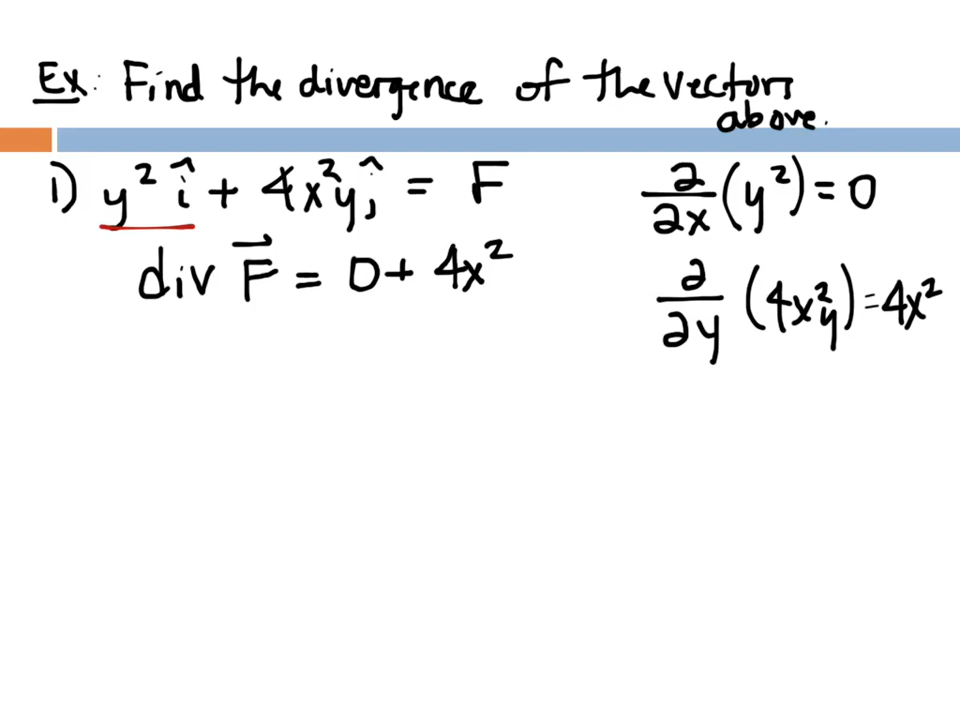 Ex: Find the divergence of the vectors
above.
1) y² î + 4x²y ĵ = F
div F⃗ = 0 + 4x²
∂/∂x (y²) = 0
∂/∂y (4x²y) = 4x²